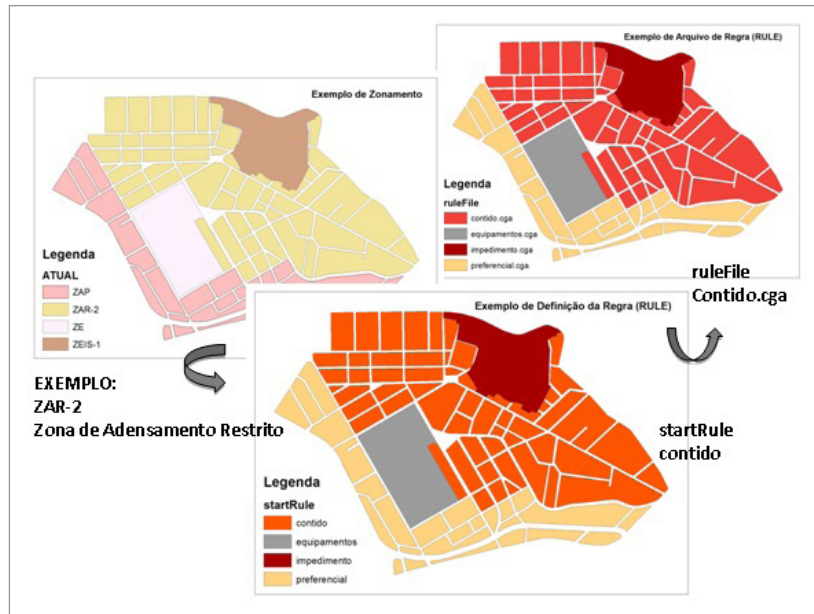 Exemplo de Zonamento
Legenda
ATUAL
ZAP
ZAR-2
ZE
ZEIS-1
Exemplo de Arquivo de Regra (RULE)
Legenda
ruleFile
contido.cga
equipamentos.cga
impedimento.cga
preferencial.cga
ruleFile
Contido.cga
EXEMPLO:
ZAR-2
Zona de Adensamento Restrito
Exemplo de Definição da Regra (RULE)
Legenda
startRule
contido
equipamentos
impedimento
preferencial
startRule
contido